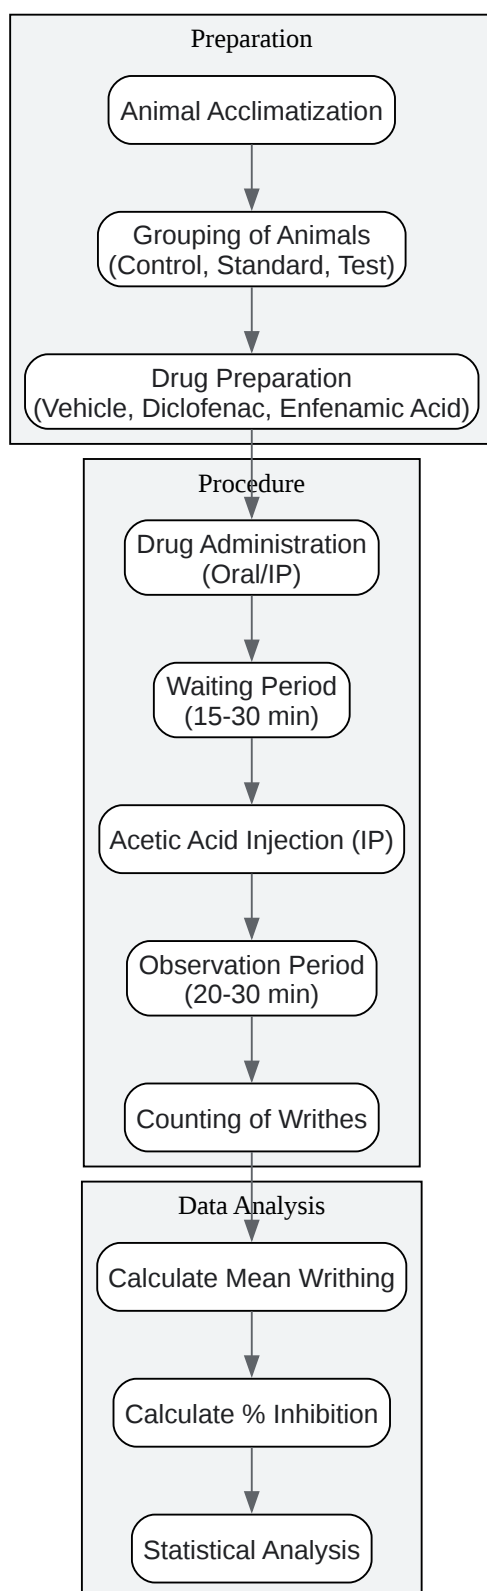 Preparation
Animal Acclimatization
Grouping of Animals
(Control, Standard, Test)
Drug Preparation
(Vehicle, Diclofenac, Enfenamic Acid)
Procedure
Drug Administration
(Oral/IP)
Waiting Period
(15-30 min)
Acetic Acid Injection (IP)
Observation Period
(20-30 min)
Counting of Writhes
Data Analysis
Calculate Mean Writhing
Calculate % Inhibition
Statistical Analysis